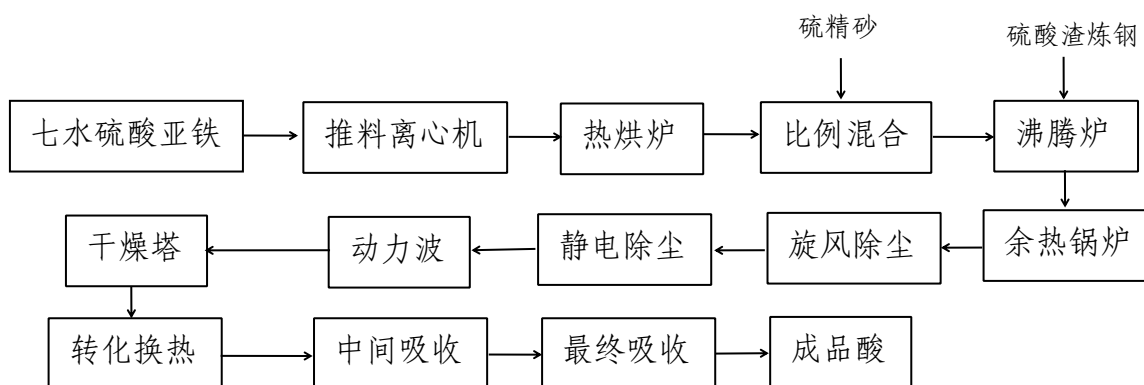 硫精砂
硫酸渣炼钢
七水硫酸亚铁
推料离心机
热烘炉
比例混合
沸腾炉
干燥塔
动力波
静电除尘
旋风除尘
余热锅炉
转化换热
中间吸收
最终吸收
成品酸